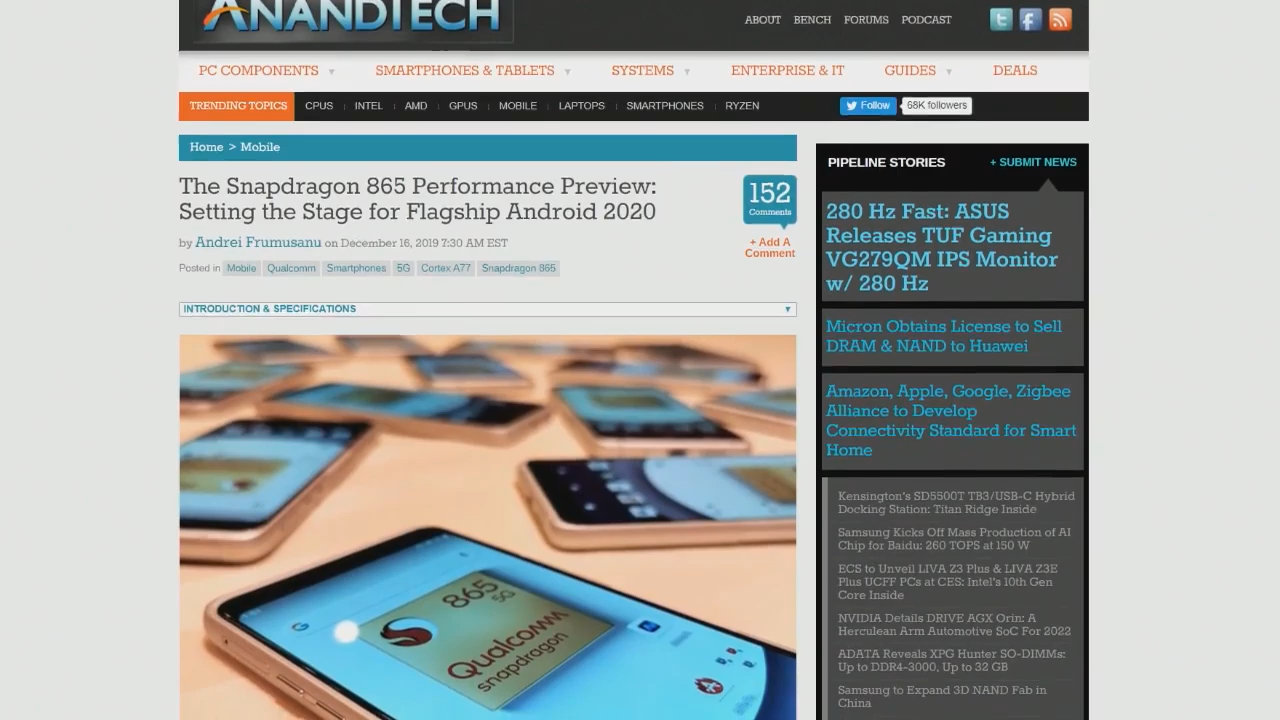 ANANDTECH
ABOUT BENCH FORUMS PODCAST
PC COMPONENTS SMARTPHONES & TABLETS SYSTEMS ENTERPRISE & IT GUIDES DEALS
TRENDING TOPICS CPUS INTEL AMD GPUS MOBILE LAPTOPS SMARTPHONES RYZEN
Follow 68K followers
Home > Mobile
The Snapdragon 865 Performance Preview:
Setting the Stage for Flagship Android 2020
152
Comments
+ Add A
Comment
by Andrei Frumusanu on December 16, 2019 7:30 AM EST
Posted in Mobile Qualcomm Smartphones 5G Cortex A77 Snapdragon 865
INTRODUCTION & SPECIFICATIONS
865
5G
Qualcomm
snapdragon
PIPELINE STORIES + SUBMIT NEWS
280 Hz Fast: ASUS
Releases TUF Gaming
VG279QM IPS Monitor
w/ 280 Hz
Micron Obtains License to Sell
DRAM & NAND to Huawei
Amazon, Apple, Google, Zigbee
Alliance to Develop
Connectivity Standard for Smart
Home
Kensington's SD5500T TB3/USB-C Hybrid
Docking Station: Titan Ridge Inside
Samsung Kicks Off Mass Production of AI
Chip for Baidu: 260 TOPS at 150 W
ECS to Unveil LIVA Z3 Plus & LIVA Z3E
Plus UCFF PCs at CES: Intel's 10th Gen
Core Inside
NVIDIA Details DRIVE AGX Orin: A
Herculean Arm Automotive SoC For 2022
ADATA Reveals XPG Hunter SO-DIMMs:
Up to DDR4-3000, Up to 32 GB
Samsung to Expand 3D NAND Fab in
China